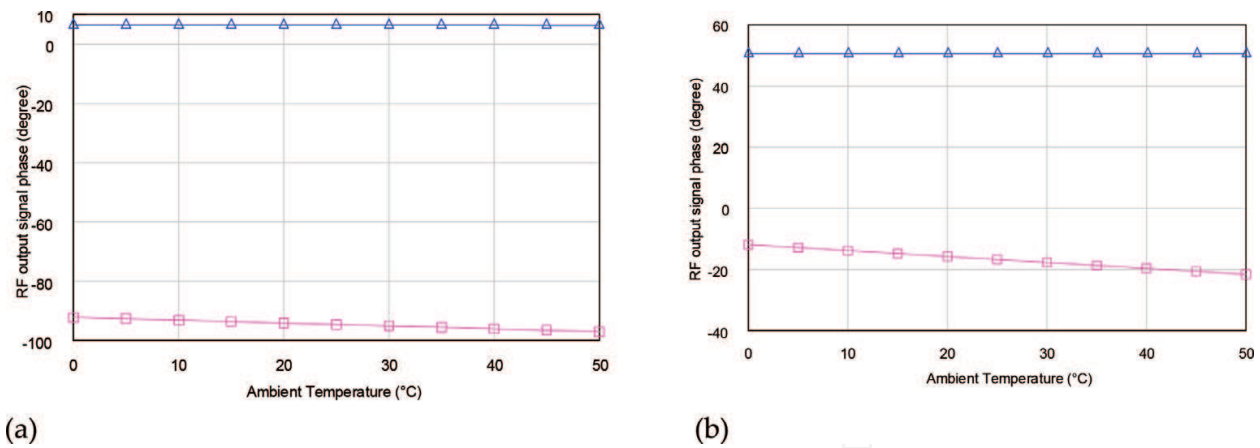 10
0
-20
-40
-60
-80
-100
RF output signal phase (degree)
0 10 20 30 40 50
Ambient Temperature (°C)
(a)
60
40
20
0
-20
-40
RF output signal phase (degree)
0 10 20 30 40 50
Ambient Temperature (°C)
(b)